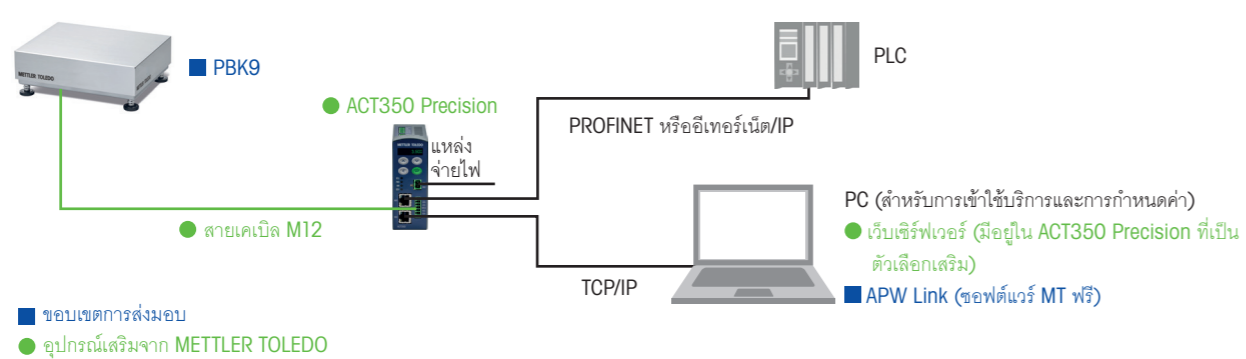 METTLER TOLEDO
PBK9
PLC
ACT350 Precision
METTLER TOLEDO
แหล่ง
จ่ายไฟ
PROFINET หรืออีเทอร์เน็ต/IP
สายเคเบิล M12
PC (สำหรับการเข้าใช้บริการและการกำหนดค่า)
เว็บเซิร์ฟเวอร์ (มีอยู่ใน ACT350 Precision ที่เป็น
ตัวเลือกเสริม)
TCP/IP
APW Link (ซอฟต์แวร์ MT ฟรี)
ขอบเขตการส่งมอบ
อุปกรณ์เสริมจาก METTLER TOLEDO